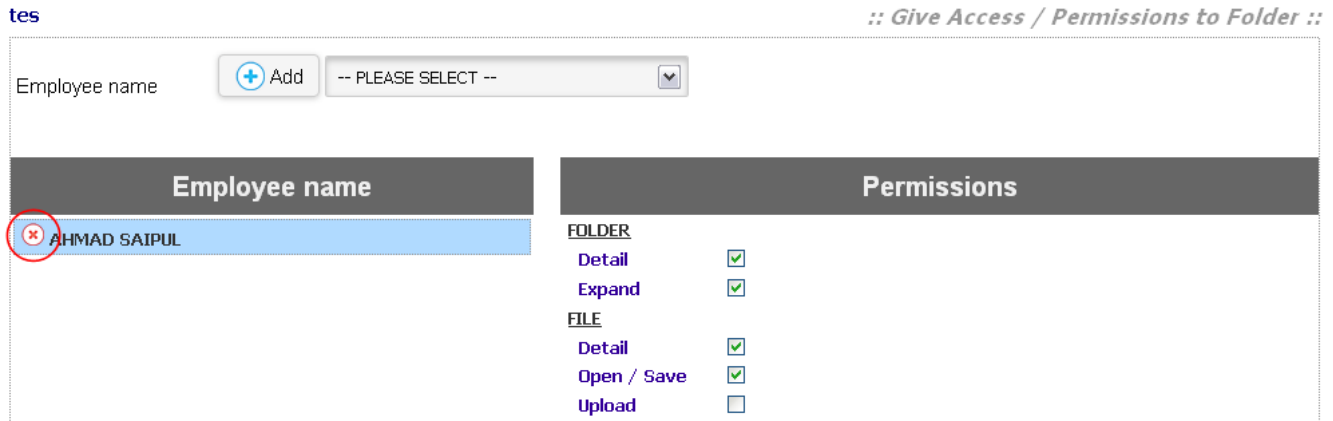 tes
:: Give Access / Permissions to Folder ::
Employee name
Add
-- PLEASE SELECT --
Employee name
Permissions
AHMAD SAIPUL
FOLDER
Detail
Expand
FILE
Detail
Open / Save
Upload